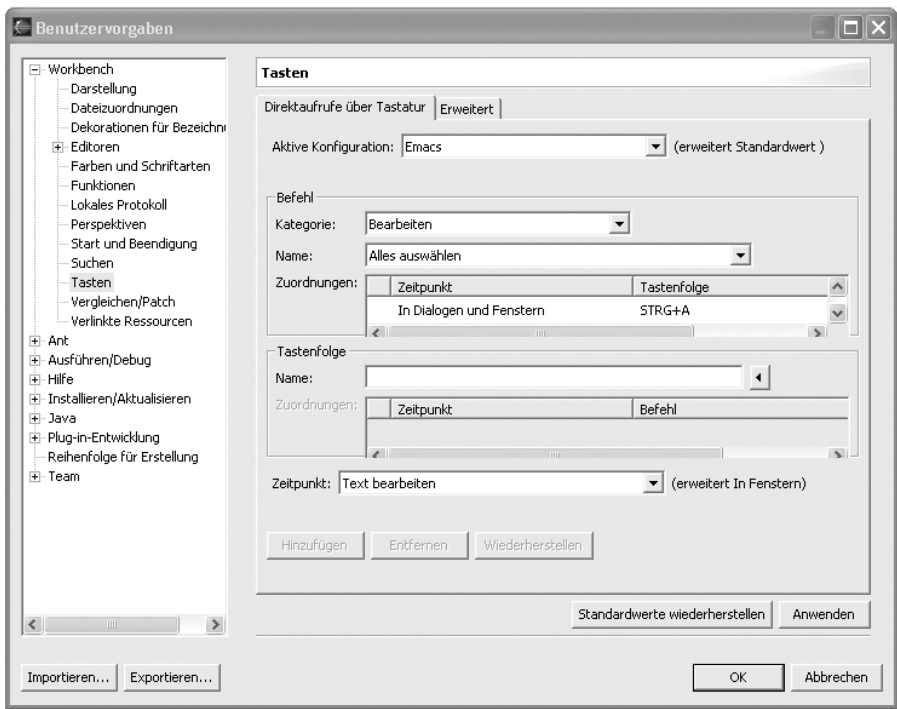 Benutzervorgaben
Workbench
Darstellung
Dateizuordnungen
Dekorationen für Bezeichn
Editoren
Farben und Schriftarten
Funktionen
Lokales Protokoll
Perspektiven
Start und Beendigung
Suchen
Tasten
Vergleichen/Patch
Verlinkte Ressourcen
Ant
Ausführen/Debug
Hilfe
Installieren/Aktualisieren
Java
Plug-in-Entwicklung
Reihenfolge für Erstellung
Team
Tasten
Direktaufrufe über Tastatur Erweitert
Aktive Konfiguration: Emacs (erweitert Standardwert )
Befehl
Kategorie: Bearbeiten
Name: Alles auswählen
Zuordnungen: Zeitpunkt Tastenfolge
In Dialogen und Fenstern STRG+A
Tastenfolge
Name:
Zuordnungen: Zeitpunkt Befehl
Zeitpunkt: Text bearbeiten (erweitert In Fenstern)
Hinzufügen Entfernen Wiederherstellen
Standardwerte wiederherstellen Anwenden
Importieren... Exportieren... OK Abbrechen